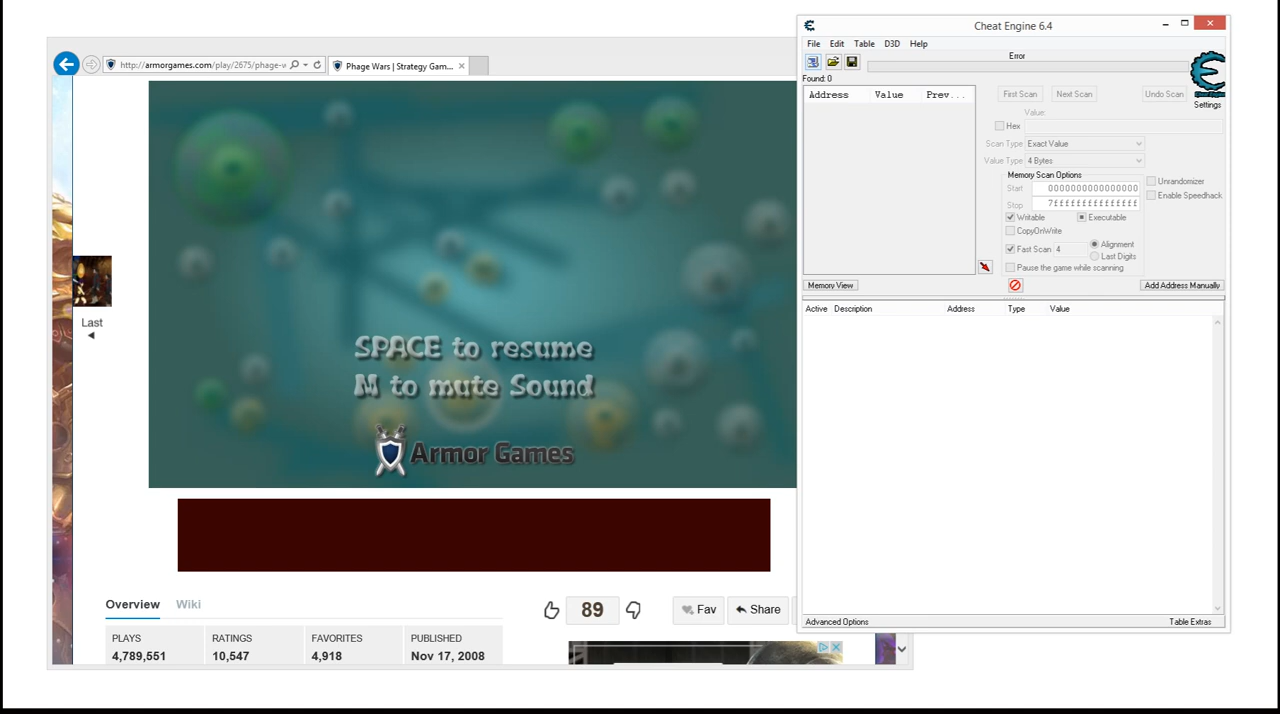 http://armorgames.com/play/2675/phage-w
Phage Wars | Strategy Gam...
Last
SPACE to resume
M to mute Sound
Armor Games
Overview Wiki
89
Fav
Share
PLAYS RATINGS FAVORITES PUBLISHED
4,789,551 10,547 4,918 Nov 17, 2008
Cheat Engine 6.4
File Edit Table D3D Help
Error
Found: 0
Address Value Prev...
First Scan Next Scan Undo Scan
Settings
Value:
Hex
Scan Type Exact Value
Value Type 4 Bytes
Memory Scan Options
Start 0000000000000000
Stop 7fffffffffffffff
Writable Executable
CopyOnWrite
Fast Scan 4 Alignment
Last Digits
Pause the game while scanning
Unrandomizer
Enable Speedhack
Memory View Add Address Manually
Active Description Address Type Value
Advanced Options Table Extras